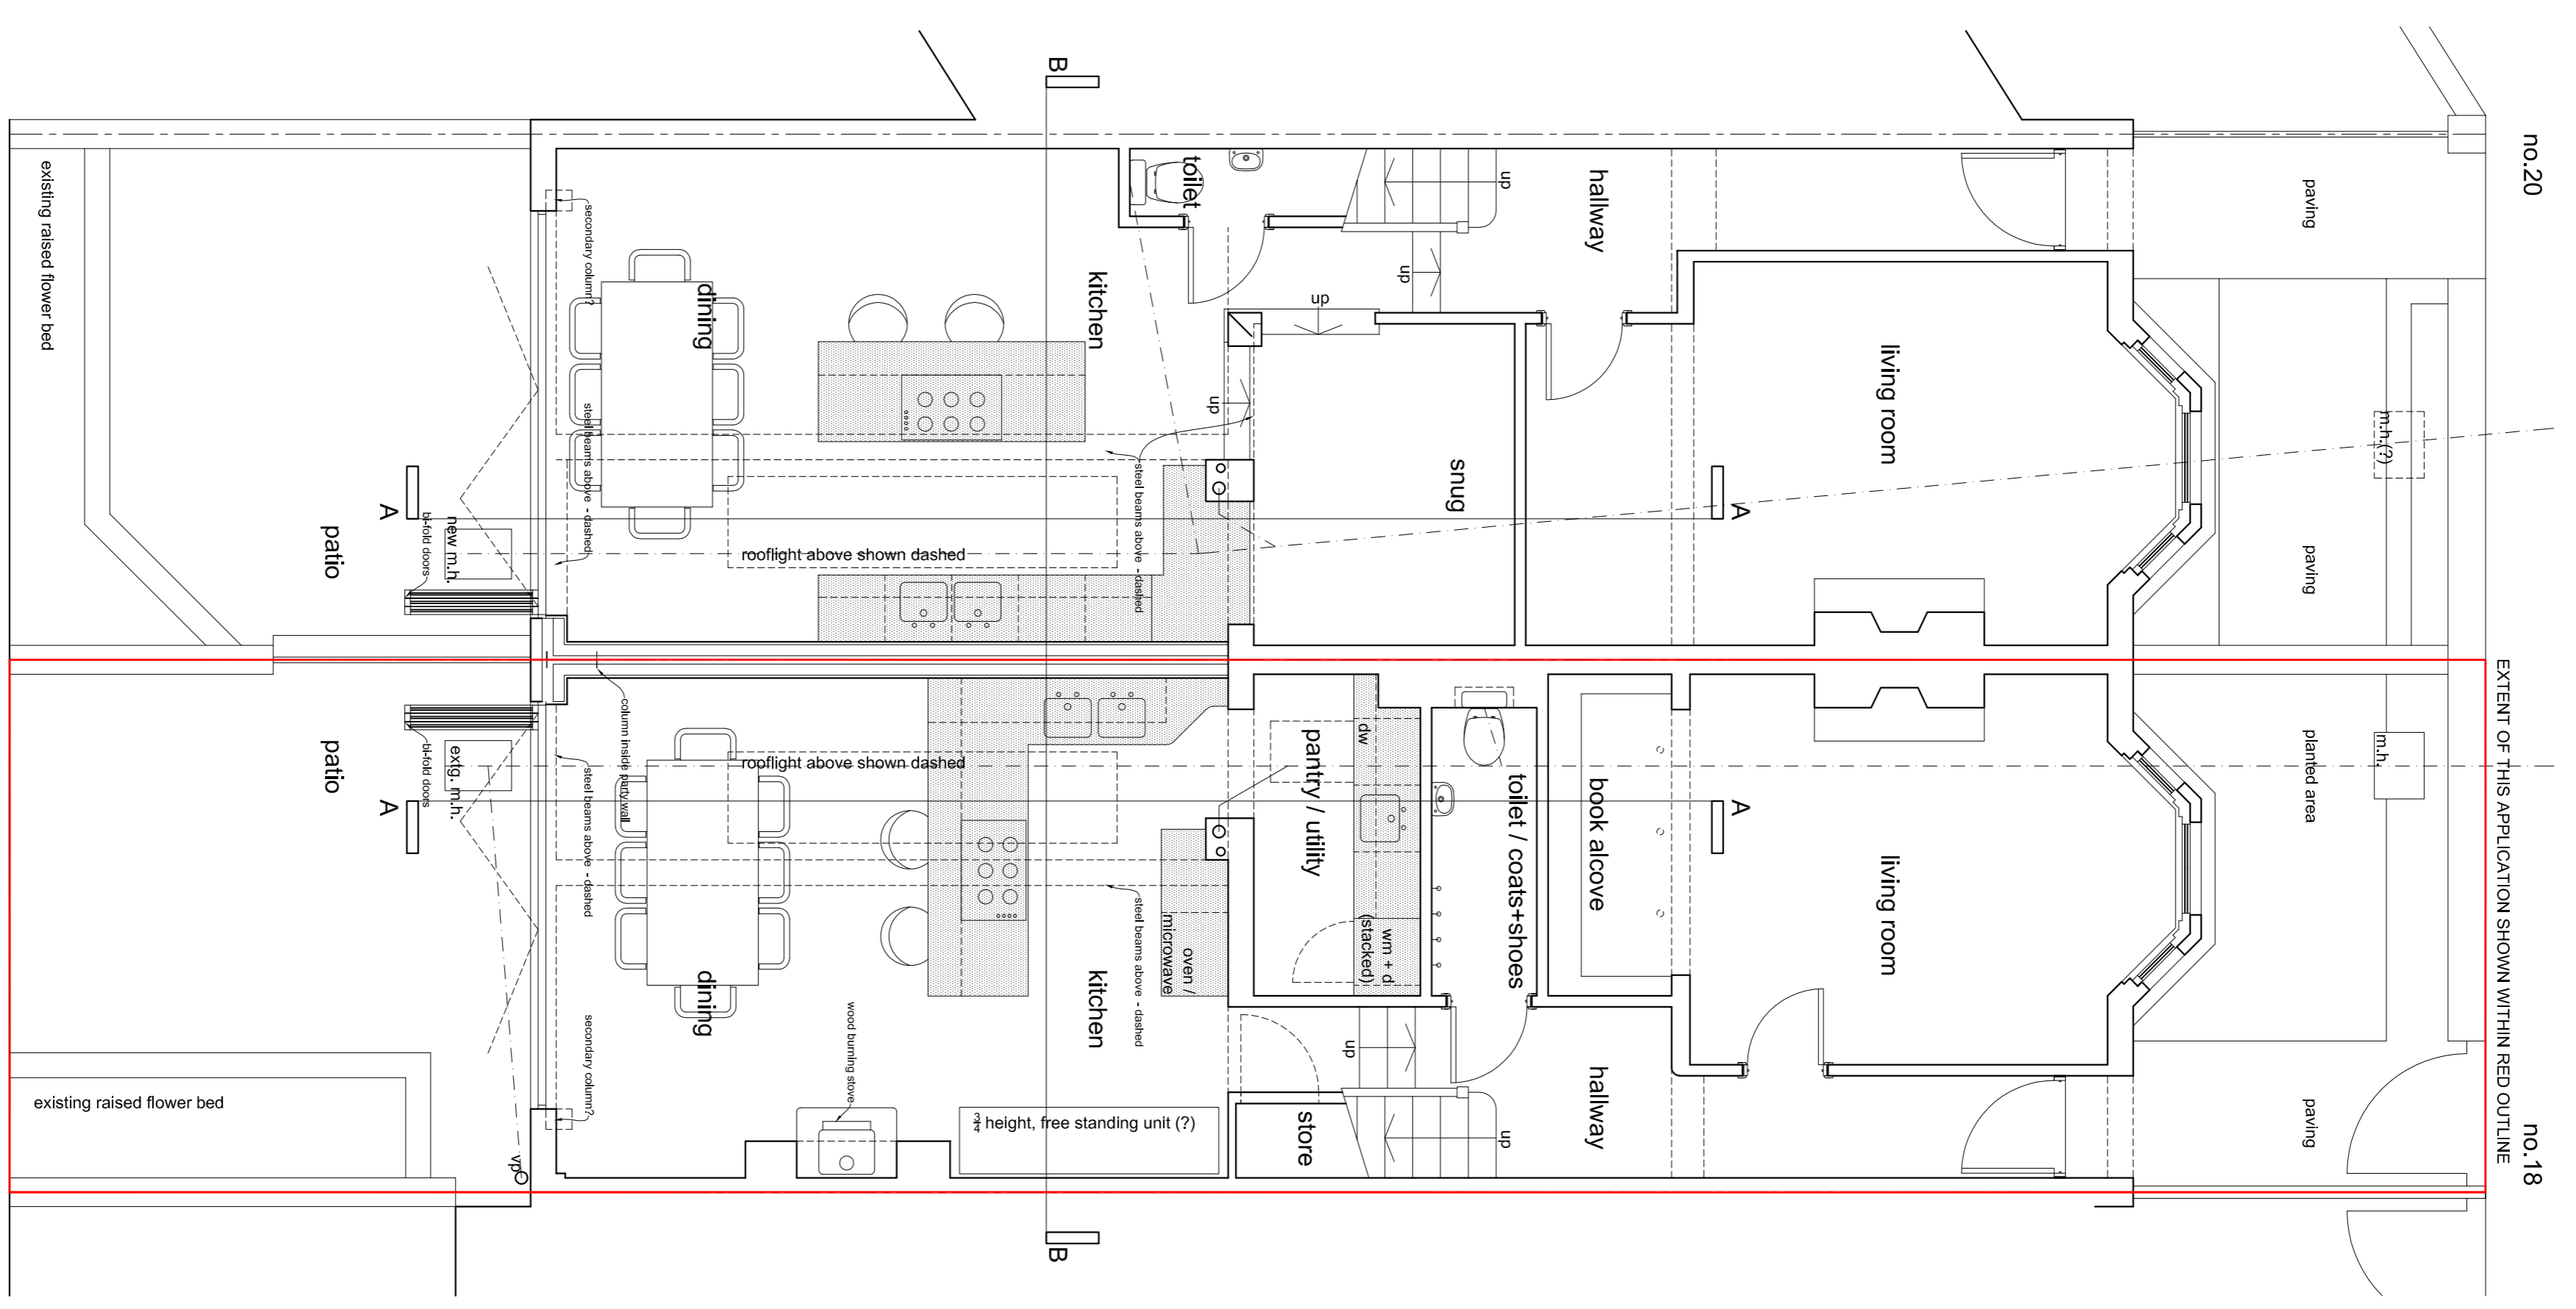 no.20
B
toilet
up
hallway
paving
existing raised flower bed
secondary column?
dining
kitchen
up
up
up
living room
m.h.(?)
steel beams above - dashed
steel beams above - dashed
snug
A
A
patio
bi-fold doors
new m.h.
rooflight above shown dashed
paving
EXTENT OF THIS APPLICATION SHOWN WITHIN RED OUTLINE
column inside party wall
patio
bi-fold doors
extg. m.h.
rooflight above shown dashed
dw
pantry / utility
toilet / coats+shoes
book alcove
planted area
m.h.
A
A
steel beams above - dashed
steel beams above - dashed
oven /
microwave
wm + d
(stacked)
living room
dining
kitchen
wood burning stove
secondary column?
up
hallway
existing raised flower bed
3/4 height, free standing unit (?)
store
up
paving
no.18
vp
B